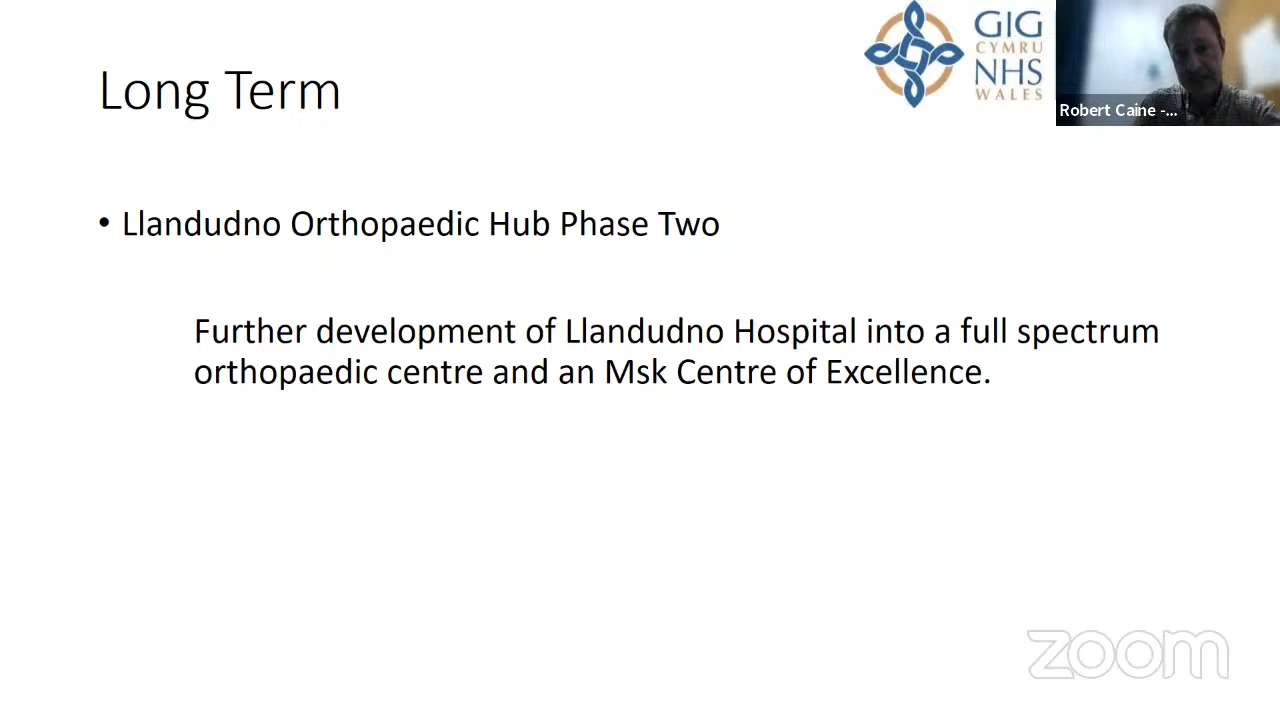 Long Term
GIG
CYMRU
NHS
WALES
Robert Caine -...
• Llandudno Orthopaedic Hub Phase Two
Further development of Llandudno Hospital into a full spectrum
orthopaedic centre and an Msk Centre of Excellence.
zoom